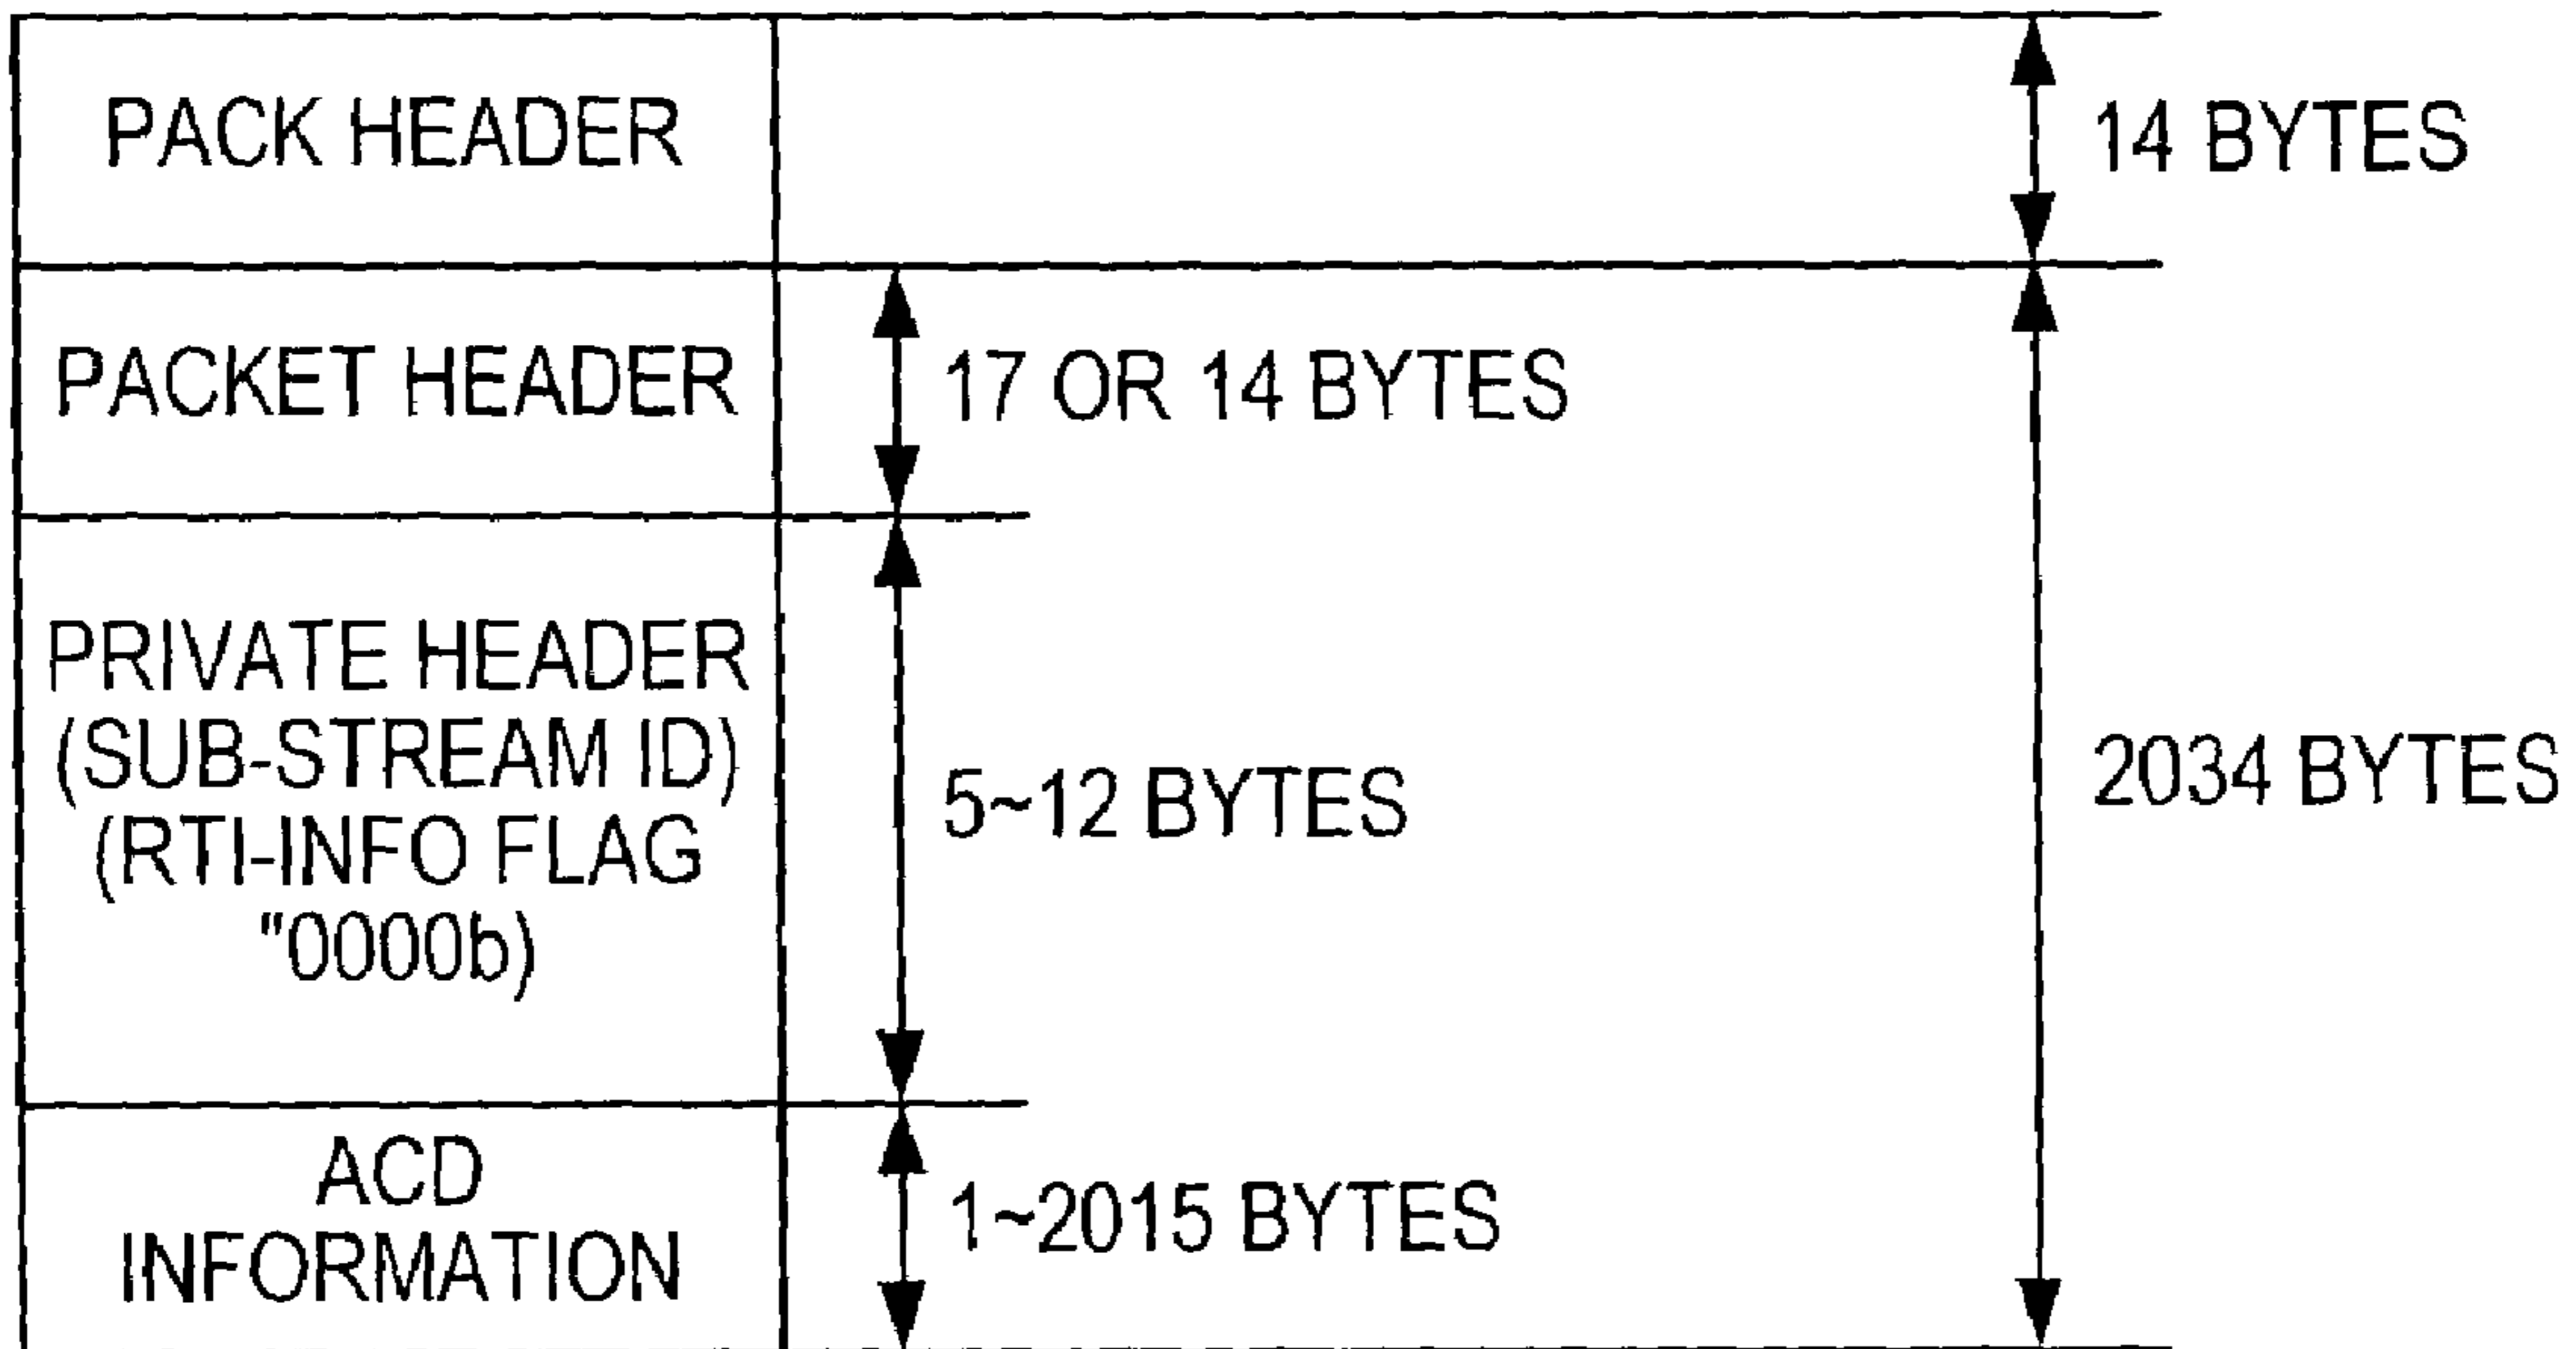 PACK HEADER
14 BYTES
PACKET HEADER
17 OR 14 BYTES
PRIVATE HEADER
(SUB-STREAM ID)
(RTI-INFO FLAG
"0000b)
5~12 BYTES
2034 BYTES
ACD
INFORMATION
1~2015 BYTES